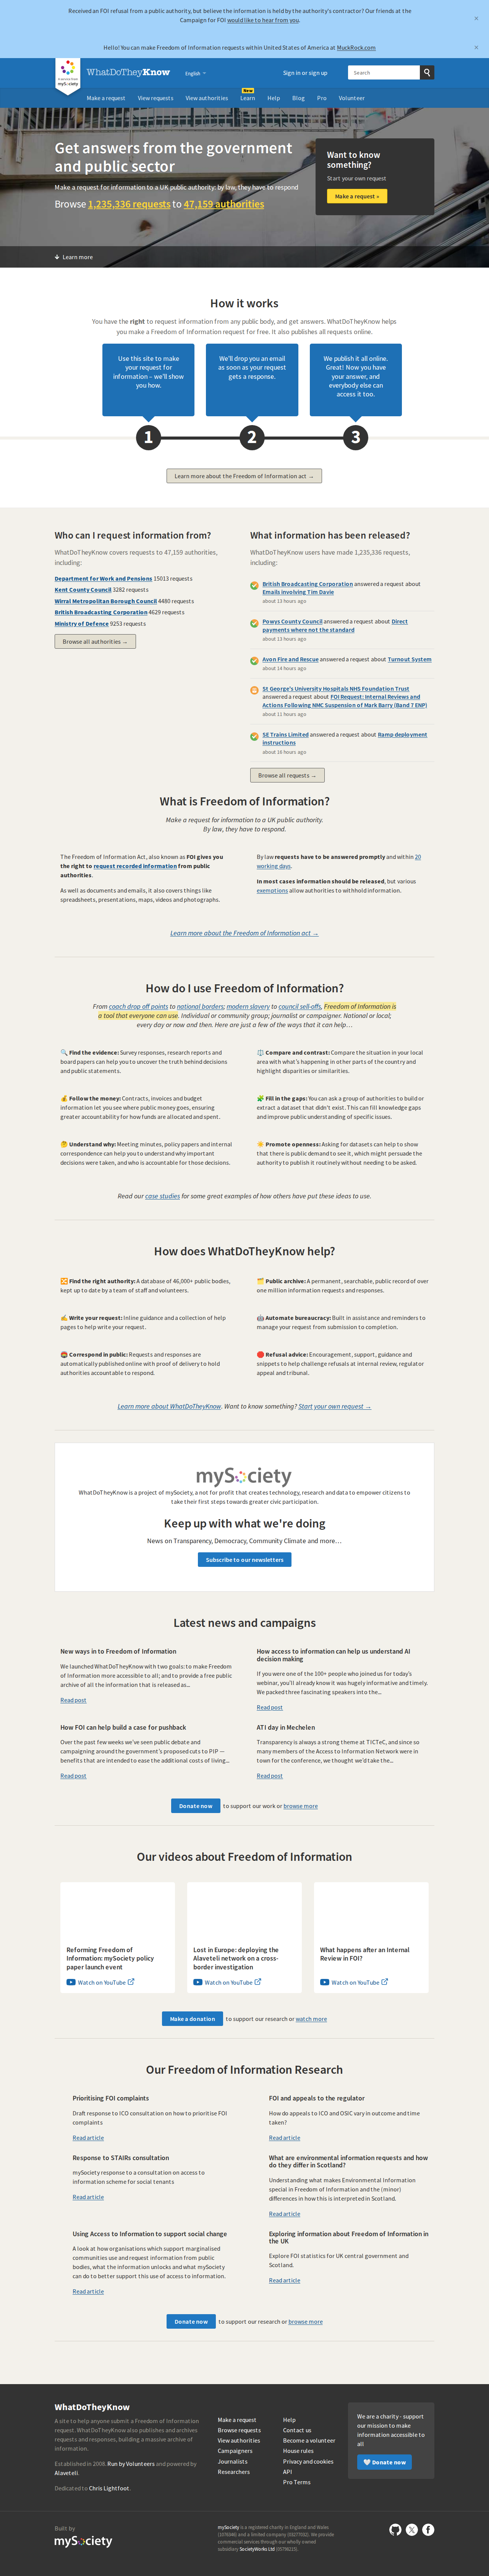 Received an FOI refusal from a public authority, but believe the information is held by the authority's contractor? Our friends at the
Campaign for FOI would like to hear from you.
×
Hello! You can make Freedom of Information requests within United States of America at MuckRock.com
×
mySociety
WhatDoTheyKnow
English
Sign in or sign up
Search
Make a request
View requests
View authorities
New
Learn
Help
Blog
Pro
Volunteer
Get answers from the government
and public sector
Make a request for information to a UK public authority: by law, they have to respond
Browse 1,235,336 requests to 47,159 authorities
Want to know
something?
Start your own request
Make a request »
Learn more
How it works
You have the right to request information from any public body, and get answers. WhatDoTheyKnow helps
you make a Freedom of Information request for free. It also publishes all requests online.
Use this site to make
your request for
information – we'll show
you how.
We'll drop you an email
as soon as your request
gets a response.
We publish it all online.
Great! Now you have
your answer, and
everybody else can
access it too.
1
2
3
Learn more about the Freedom of Information act →
Who can I request information from?
WhatDoTheyKnow covers requests to 47,159 authorities,
including:
Department for Work and Pensions 15013 requests
Kent County Council 3282 requests
Wirral Metropolitan Borough Council 4480 requests
British Broadcasting Corporation 4629 requests
Ministry of Defence 9253 requests
Browse all authorities →
What information has been released?
WhatDoTheyKnow users have made 1,235,336 requests,
including:
British Broadcasting Corporation answered a request about
Emails involving Tim Davie
about 13 hours ago
Powys County Council answered a request about Direct
payments where not the standard
about 13 hours ago
Avon Fire and Rescue answered a request about Turnout System
about 14 hours ago
St George's University Hospitals NHS Foundation Trust
answered a request about FOI Request: Internal Reviews and
Actions Following NMC Suspension of Mark Barry (Band 7 ENP)
about 11 hours ago
SE Trains Limited answered a request about Ramp deployment
instructions
about 16 hours ago
Browse all requests →
What is Freedom of Information?
Make a request for information to a UK public authority.
By law, they have to respond.
The Freedom of Information Act, also known as FOI gives you
the right to request recorded information from public
authorities.
As well as documents and emails, it also covers things like
spreadsheets, presentations, maps, videos and photographs.
By law requests have to be answered promptly and within 20
working days.
In most cases information should be released, but various
exemptions allow authorities to withhold information.
Learn more about the Freedom of Information act →
How do I use Freedom of Information?
From coach drop off points to national borders; modern slavery to council sell-offs, Freedom of Information is
a tool that everyone can use. Individual or community group; journalist or campaigner. National or local;
every day or now and then. Here are just a few of the ways that it can help…
🔍 Find the evidence: Survey responses, research reports and
board papers can help you to uncover the truth behind decisions
and public statements.
⚖️ Compare and contrast: Compare the situation in your local
area with what's happening in other parts of the country and
highlight disparities or similarities.
💰 Follow the money: Contracts, invoices and budget
information let you see where public money goes, ensuring
greater accountability for how funds are allocated and spent.
🧩 Fill in the gaps: You can ask a group of authorities to build or
extract a dataset that didn't exist. This can fill knowledge gaps
and improve public understanding of specific issues.
🤔 Understand why: Meeting minutes, policy papers and internal
correspondence can help you to understand why important
decisions were taken, and who is accountable for those decisions.
☀️ Promote openness: Asking for datasets can help to show
that there is public demand to see it, which might persuade the
authority to publish it routinely without needing to be asked.
Read our case studies for some great examples of how others have put these ideas to use.
How does WhatDoTheyKnow help?
🔀 Find the right authority: A database of 46,000+ public bodies,
kept up to date by a team of staff and volunteers.
🗂️ Public archive: A permanent, searchable, public record of over
one million information requests and responses.
✍️ Write your request: Inline guidance and a collection of help
pages to help write your request.
🤖 Automate bureaucracy: Built in assistance and reminders to
manage your request from submission to completion.
📯 Correspond in public: Requests and responses are
automatically published online with proof of delivery to hold
authorities accountable to respond.
🛑 Refusal advice: Encouragement, support, guidance and
snippets to help challenge refusals at internal review, regulator
appeal and tribunal.
Learn more about WhatDoTheyKnow. Want to know something? Start your own request →
mySociety
WhatDoTheyKnow is a project of mySociety, a not for profit that creates technology, research and data to empower citizens to
take their first steps towards greater civic participation.
Keep up with what we're doing
News on Transparency, Democracy, Community Climate and more…
Subscribe to our newsletters
Latest news and campaigns
New ways in to Freedom of Information
We launched WhatDoTheyKnow with two goals: to make Freedom
of Information more accessible to all; and to provide a free public
archive of all the information that is released as...
Read post
How access to information can help us understand AI
decision making
If you were one of the 100+ people who joined us for today's
webinar, you'll already know it was hugely informative and timely.
We packed three fascinating speakers into the...
Read post
How FOI can help build a case for pushback
Over the past few weeks we've seen public debate and
campaigning around the government's proposed cuts to PIP —
benefits that are intended to ease the additional costs of living...
Read post
ATI day in Mechelen
Transparency is always a strong theme at TICTeC, and since so
many members of the Access to Information Network were in
town for the conference, we thought we'd take the...
Read post
Donate now to support our work or browse more
Our videos about Freedom of Information
Reforming Freedom of
Information: mySociety policy
paper launch event
Watch on YouTube
Lost in Europe: deploying the
Alaveteli network on a cross-
border investigation
Watch on YouTube
What happens after an Internal
Review in FOI?
Watch on YouTube
Make a donation to support our research or watch more
Our Freedom of Information Research
Prioritising FOI complaints
Draft response to ICO consultation on how to prioritise FOI
complaints
Read article
FOI and appeals to the regulator
How do appeals to ICO and OSIC vary in outcome and time
taken?
Read article
Response to STAIRs consultation
mySociety response to a consultation on access to
information scheme for social tenants
Read article
What are environmental information requests and how
do they differ in Scotland?
Understanding what makes Environmental Information
special in Freedom of Information and the (minor)
differences in how this is interpreted in Scotland.
Read article
Using Access to Information to support social change
A look at how organisations which support marginalised
communities use and request information from public
bodies, what the information unlocks and what mySociety
can do to better support this use of access to information.
Read article
Exploring information about Freedom of Information in
the UK
Explore FOI statistics for UK central government and
Scotland.
Read article
Donate now to support our research or browse more
WhatDoTheyKnow
A site to help anyone submit a Freedom of Information
request. WhatDoTheyKnow also publishes and archives
requests and responses, building a massive archive of
information.
Established in 2008. Run by Volunteers and powered by
Alaveteli.
Dedicated to Chris Lightfoot.
Make a request
Browse requests
View authorities
Campaigners
Journalists
Researchers
Help
Contact us
Become a volunteer
House rules
Privacy and cookies
API
Pro Terms
We are a charity - support
our mission to make
information accessible to
all
🤍 Donate now
Built by
mySociety
mySociety is a registered charity in England and Wales
(1076346) and a limited company (03277032). We provide
commercial services through our wholly owned
subsidiary SocietyWorks Ltd (05798215).